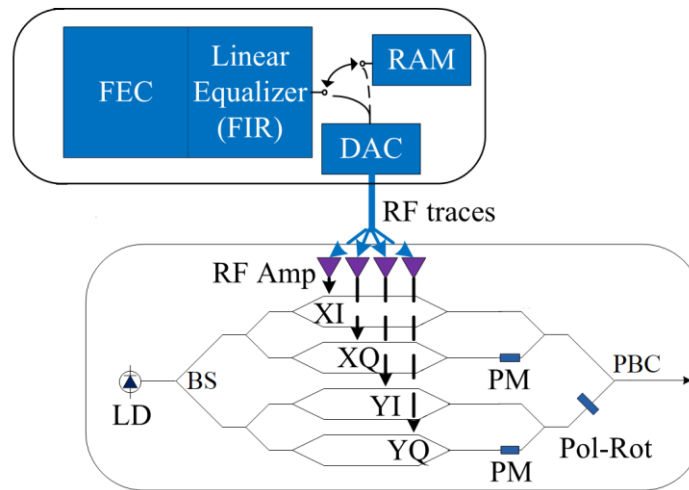 FEC
Linear
Equalizer
(FIR)
RAM
DAC
RF traces
RF Amp
XI
XQ
PM
BS
PBC
LD
YI
YQ
PM
Pol-Rot